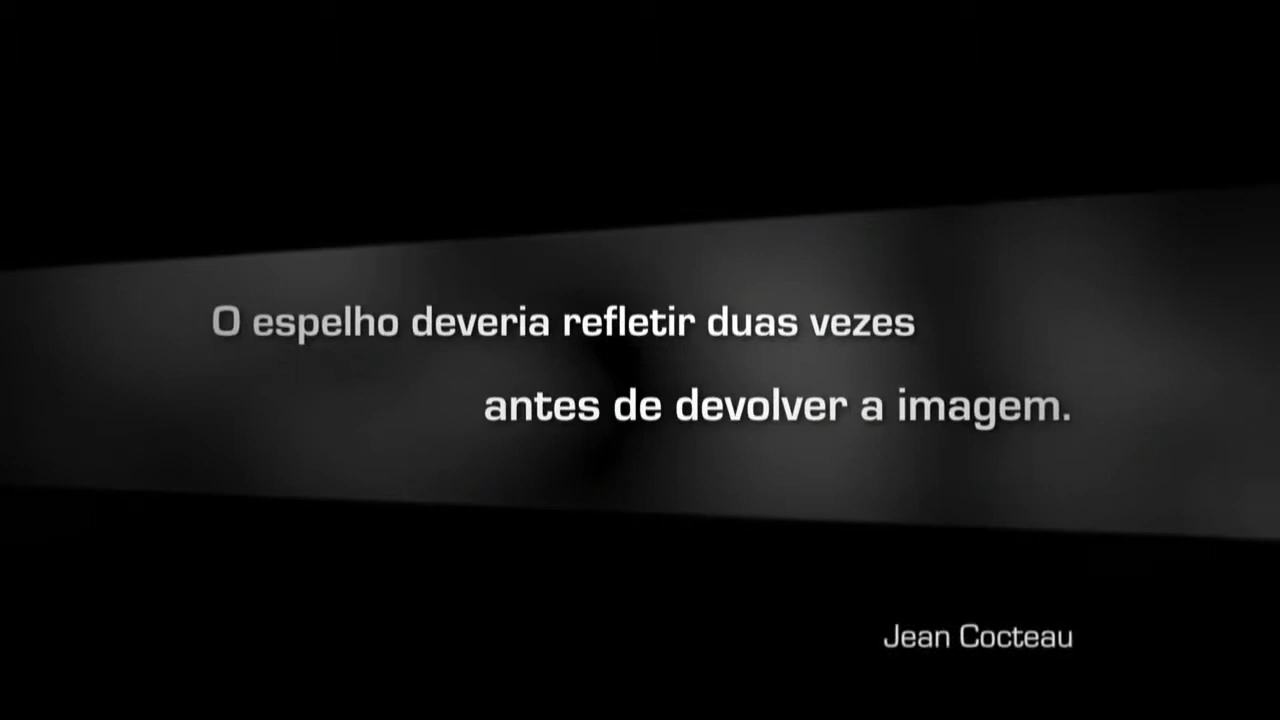 O espelho deveria refletir duas vezes
antes de devolver a imagem.
Jean Cocteau